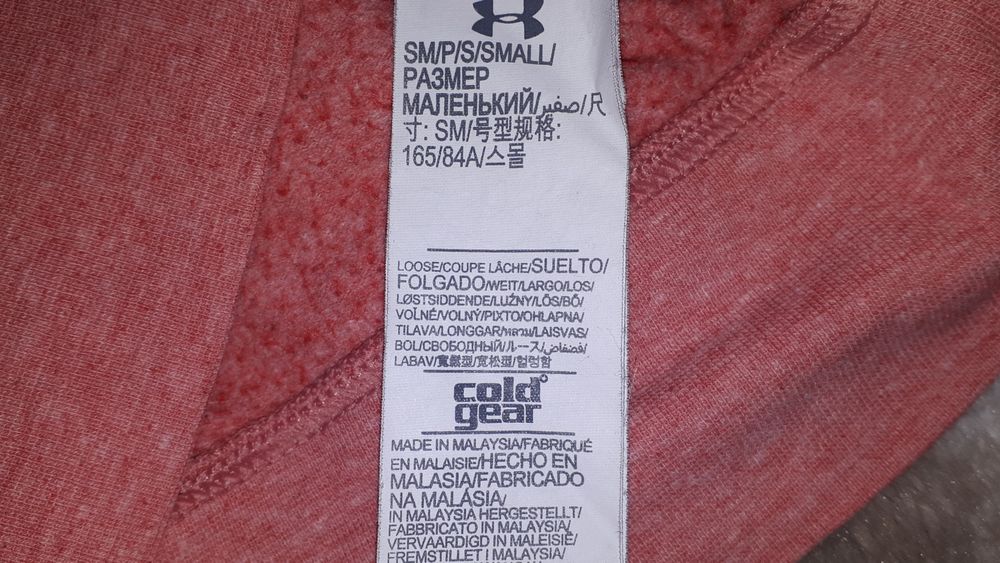 SM/P/S/SMALL/
РАЗМЕР
МАЛЕНЬКИЙ/صغير/尺
寸: SM/号型规格:
165/84A/스몰
LOOSE/COUPE LÂCHE/SUELTO/
FOLGADO/WEIT/LARGO/LOS/
LØSTSIDDENDE/LUŹNY/LÖS/BŐ/
VOĽNÉ/VOLNÝ/PIXTO/OHLAPNA/
TILAVA/LONGGAR/หลวม/LAISVAS/
BOL/СВОБОДНЫЙ/ルース/فضفاض/
LABAV/寬鬆型/宽松型/헐렁함
cold
gear
MADE IN MALAYSIA/FABRIQUÉ
EN MALAISIE/HECHO EN
MALASIA/FABRICADO
NA MALÁSIA/
IN MALAYSIA HERGESTELLT/
FABBRICATO IN MALAYSIA/
VERVAARDIGD IN MALEISIË/
FREMSTILLET I MALAYSIA/